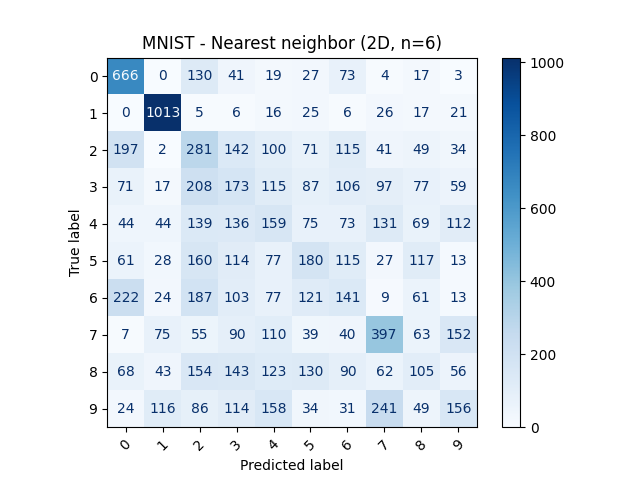 MNIST - Nearest neighbor (2D, n=6)
0 666 0 130 41 19 27 73 4 17 3
1 0 1013 5 6 16 25 6 26 17 21
2 197 2 281 142 100 71 115 41 49 34
3 71 17 208 173 115 87 106 97 77 59
4 44 44 139 136 159 75 73 131 69 112
5 61 28 160 114 77 180 115 27 117 13
6 222 24 187 103 77 121 141 9 61 13
7 7 75 55 90 110 39 40 397 63 152
8 68 43 154 143 123 130 90 62 105 56
9 24 116 86 114 158 34 31 241 49 156
0 1 2 3 4 5 6 7 8 9
Predicted label
True label
1000
800
600
400
200
0